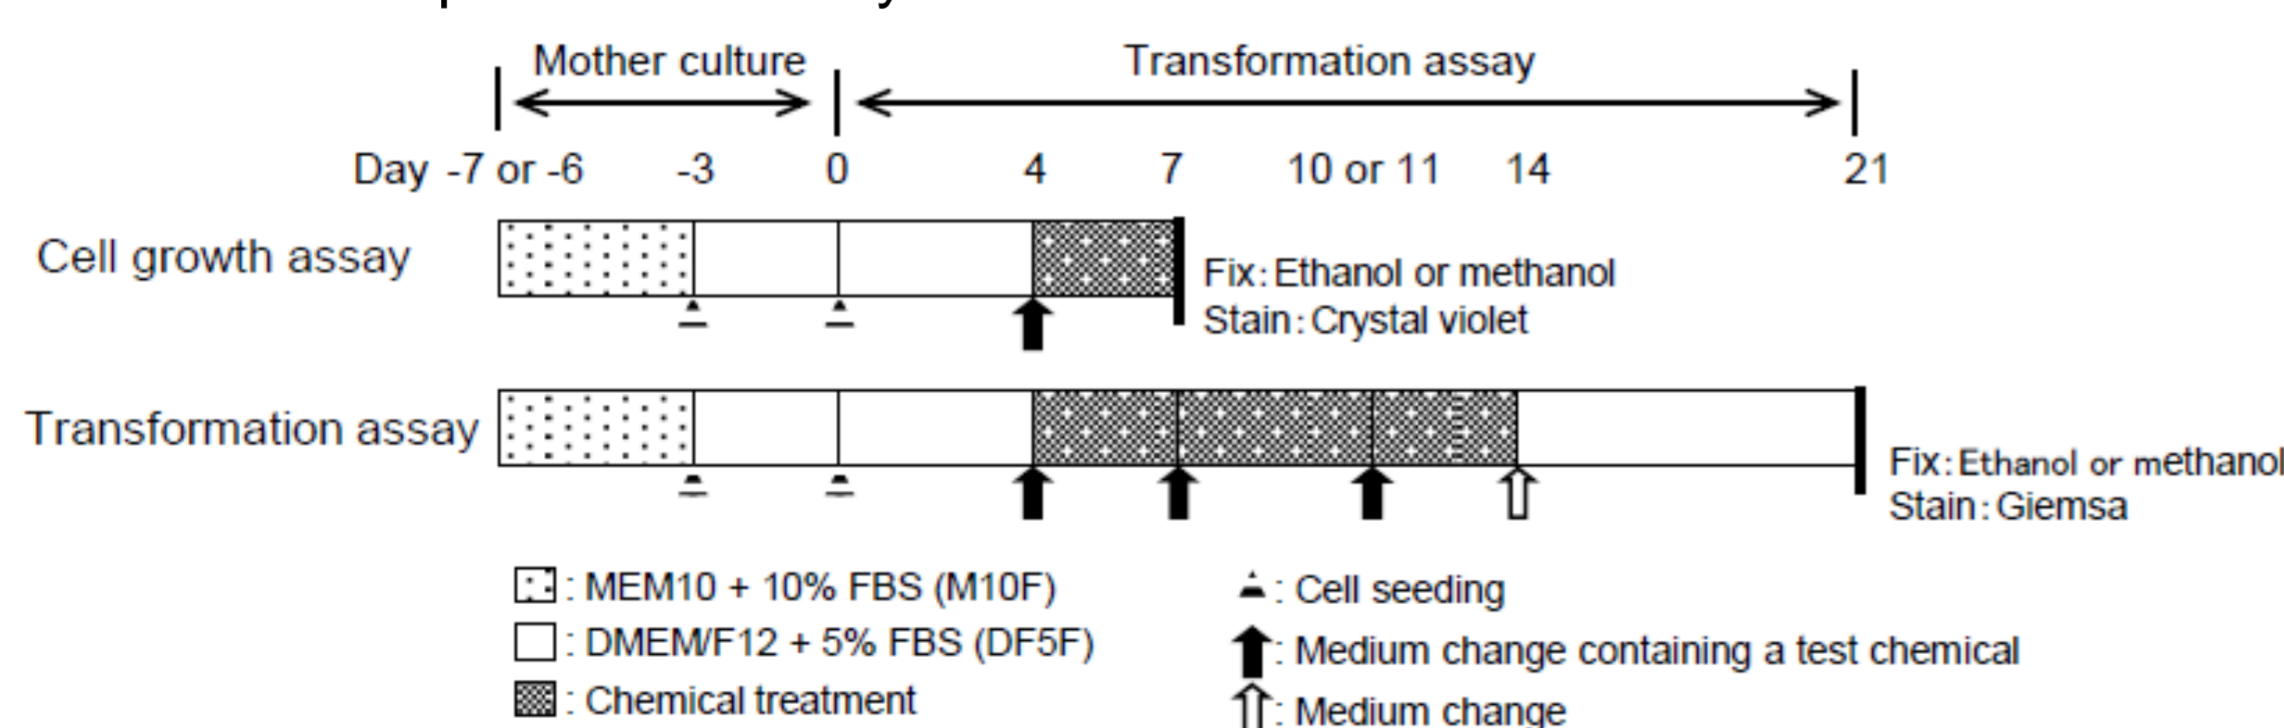 Mother culture
Transformation assay
Day -7 or -6 -3 0 4 7 10 or 11 14 21
Cell growth assay
Fix:Ethanol or methanol
Stain:Crystal violet
Transformation assay
Fix:Ethanol or methanol
Stain:Giemsa
: MEM10 + 10% FBS (M10F)
: DMEM/F12 + 5% FBS (DF5F)
: Chemical treatment
: Cell seeding
: Medium change containing a test chemical
: Medium change